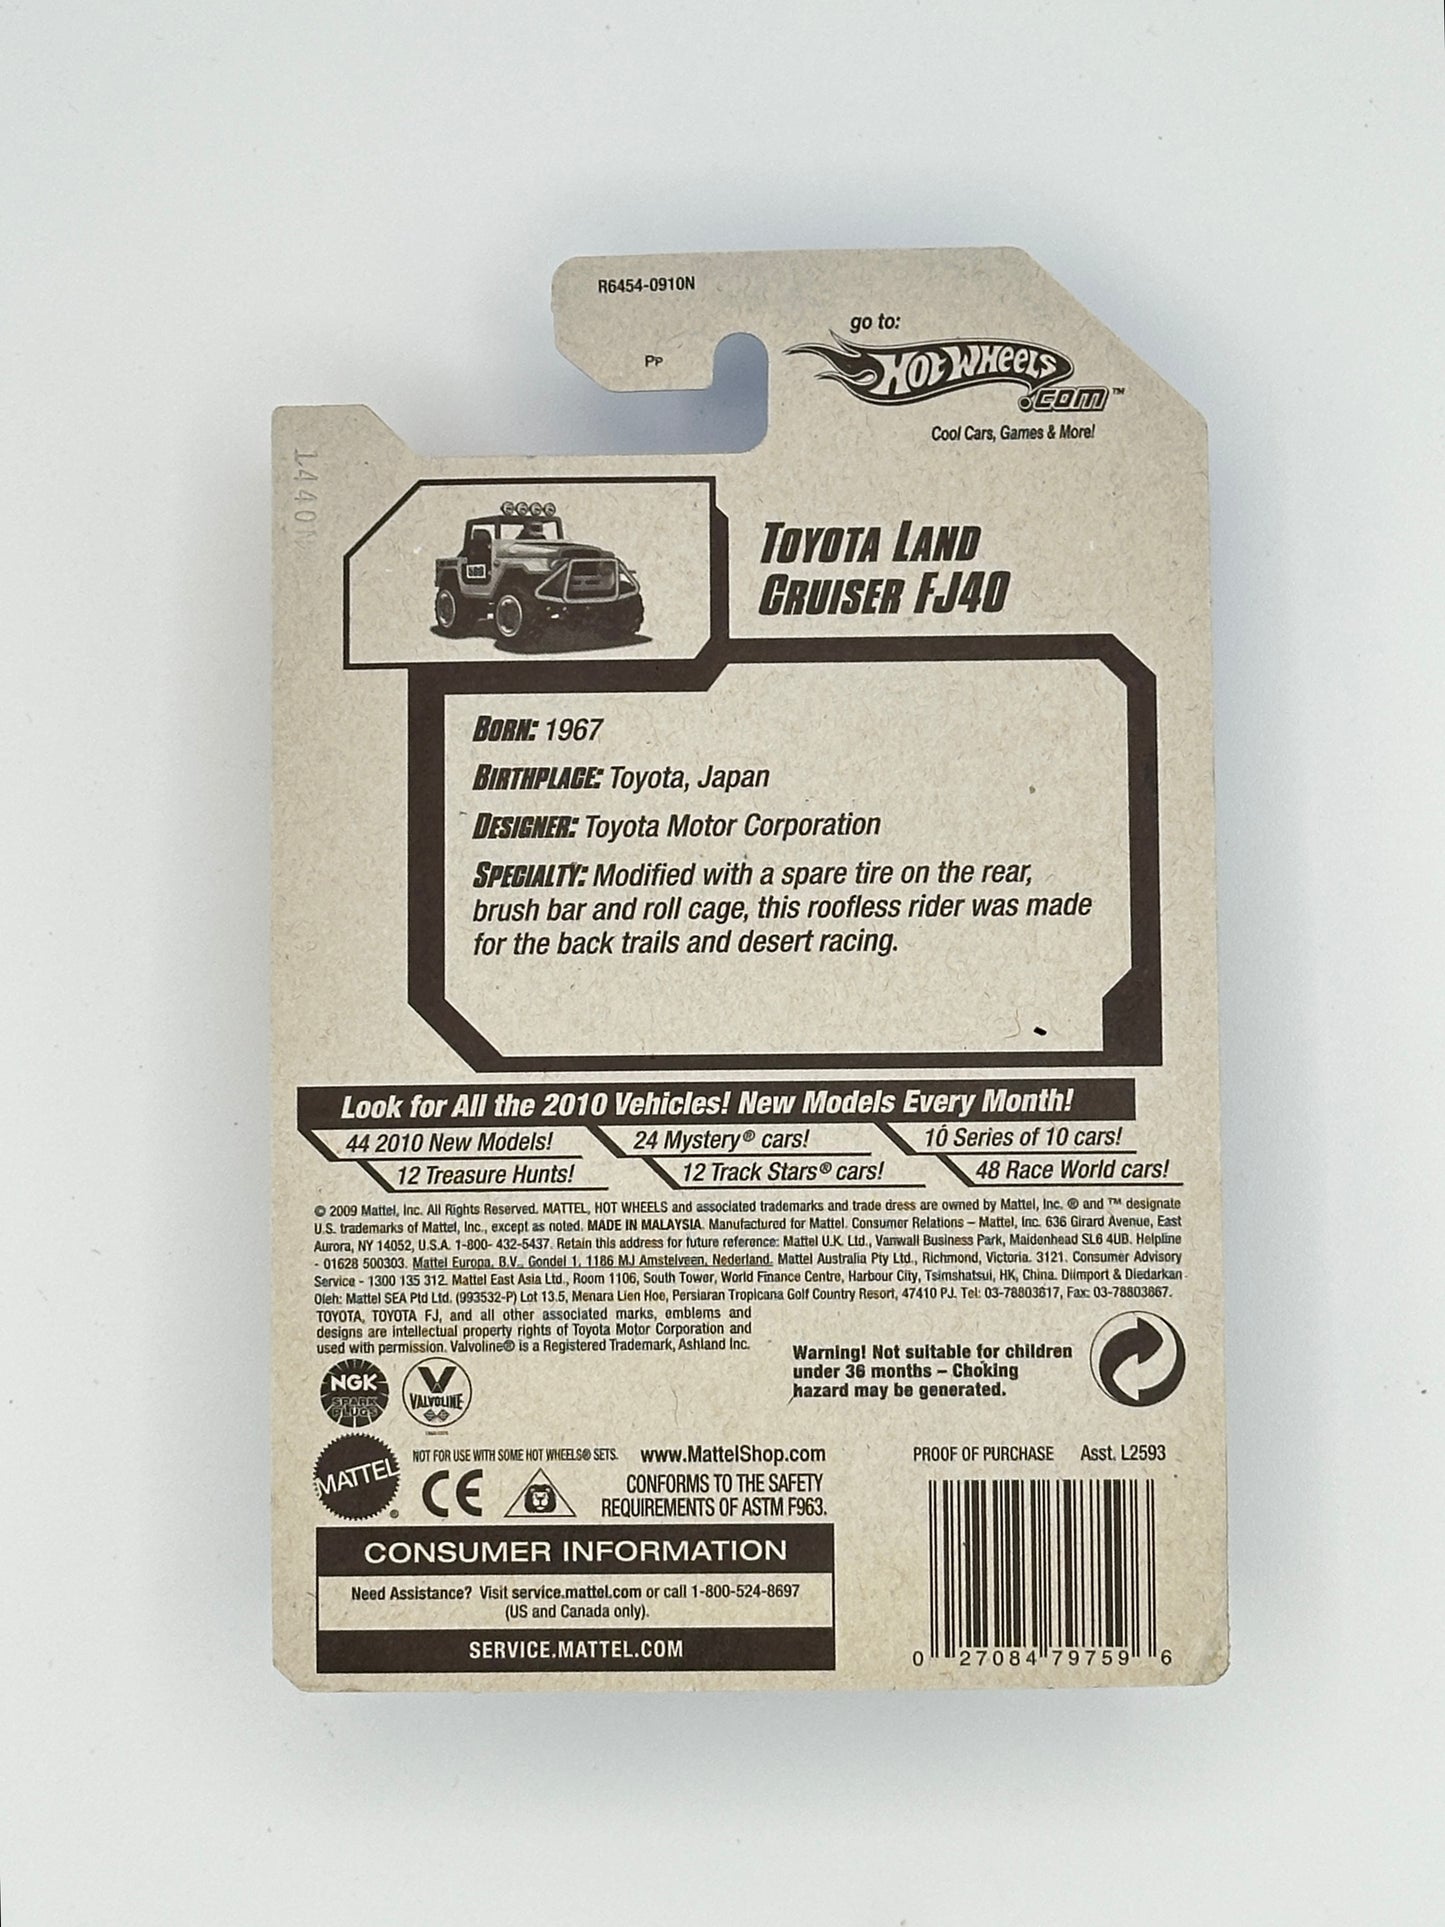 R6454-0910N
PP
go to:
HOT WHEELS
.COM™
Cool Cars, Games & More!
1440N
TOYOTA LAND
CRUISER FJ40
BORN: 1967
BIRTHPLACE: Toyota, Japan
DESIGNER: Toyota Motor Corporation
SPECIALTY: Modified with a spare tire on the rear,
brush bar and roll cage, this roofless rider was made
for the back trails and desert racing.
Look for All the 2010 Vehicles! New Models Every Month!
44 2010 New Models! 24 Mystery® cars! 10 Series of 10 cars!
12 Treasure Hunts! 12 Track Stars® cars! 48 Race World cars!
© 2009 Mattel, Inc. All Rights Reserved. MATTEL, HOT WHEELS and associated trademarks and trade dress are owned by Mattel, Inc. ® and ™ designate
U.S. trademarks of Mattel, Inc., except as noted. MADE IN MALAYSIA. Manufactured for Mattel. Consumer Relations – Mattel, Inc. 636 Girard Avenue, East
Aurora, NY 14052, U.S.A. 1-800- 432-5437. Retain this address for future reference: Mattel U.K. Ltd., Vanwall Business Park, Maidenhead SL6 4UB. Helpline
- 01628 500303. Mattel Europa, B.V., Gondel 1, 1186 MJ Amstelveen, Nederland. Mattel Australia Pty Ltd., Richmond, Victoria. 3121. Consumer Advisory
Service - 1300 135 312. Mattel East Asia Ltd., Room 1106, South Tower, World Finance Centre, Harbour City, Tsimshatsui, HK, China. Diimport & Diedarkan
Oleh: Mattel SEA Ptd Ltd. (993532-P) Lot 13.5, Menara Lien Hoe, Persiaran Tropicana Golf Country Resort, 47410 PJ. Tel: 03-78803817, Fax: 03-78803867.
TOYOTA, TOYOTA FJ, and all other associated marks, emblems and
designs are intellectual property rights of Toyota Motor Corporation and
used with permission. Valvoline® is a Registered Trademark, Ashland Inc.
Warning! Not suitable for children
under 36 months – Choking
hazard may be generated.
NGK
SPARK
PLUGS
VALVOLINE
MATTEL®
NOT FOR USE WITH SOME HOT WHEELS® SETS. www.MattelShop.com
CE
CONFORMS TO THE SAFETY
REQUIREMENTS OF ASTM F963.
PROOF OF PURCHASE Asst. L2593
CONSUMER INFORMATION
Need Assistance? Visit service.mattel.com or call 1-800-524-8697
(US and Canada only).
SERVICE.MATTEL.COM
0 27084 79759 6